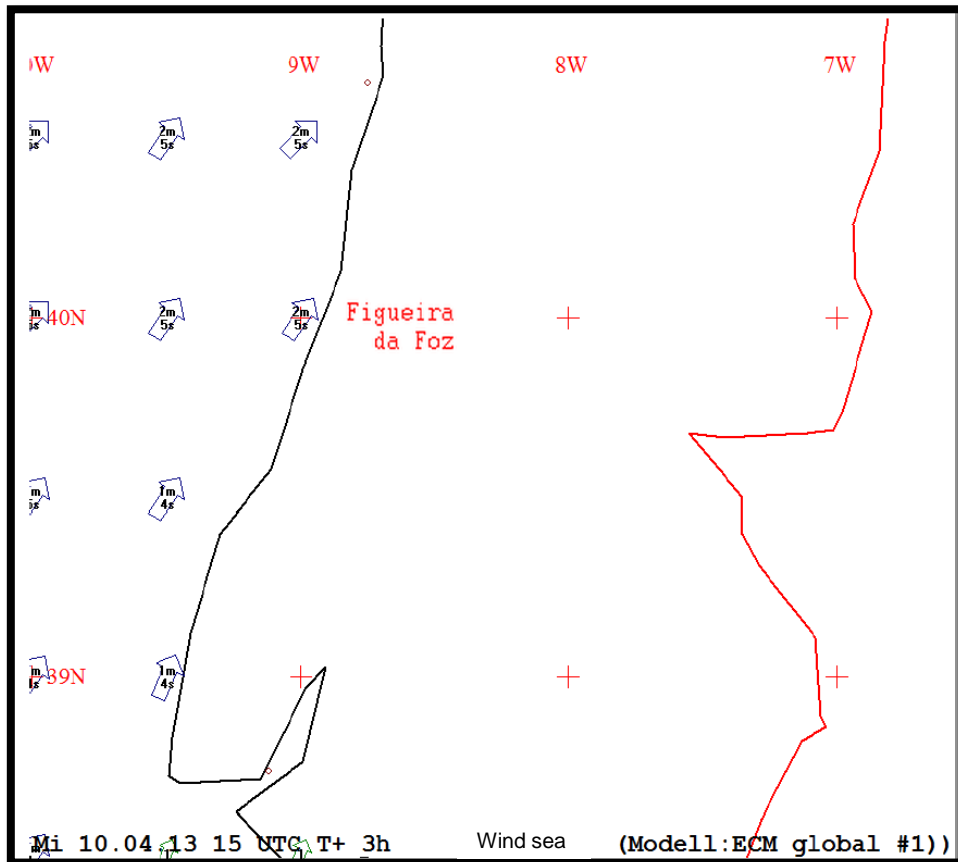 9W 8W 7W
2m 2m
5s 5s
2m 2m
5s 5s
40N
Figueira
da Foz
1m
4s
1m
4s
39N
Mi 10.04.13 15 UTC T+ 3h Wind sea (Modell:ECM global #1))